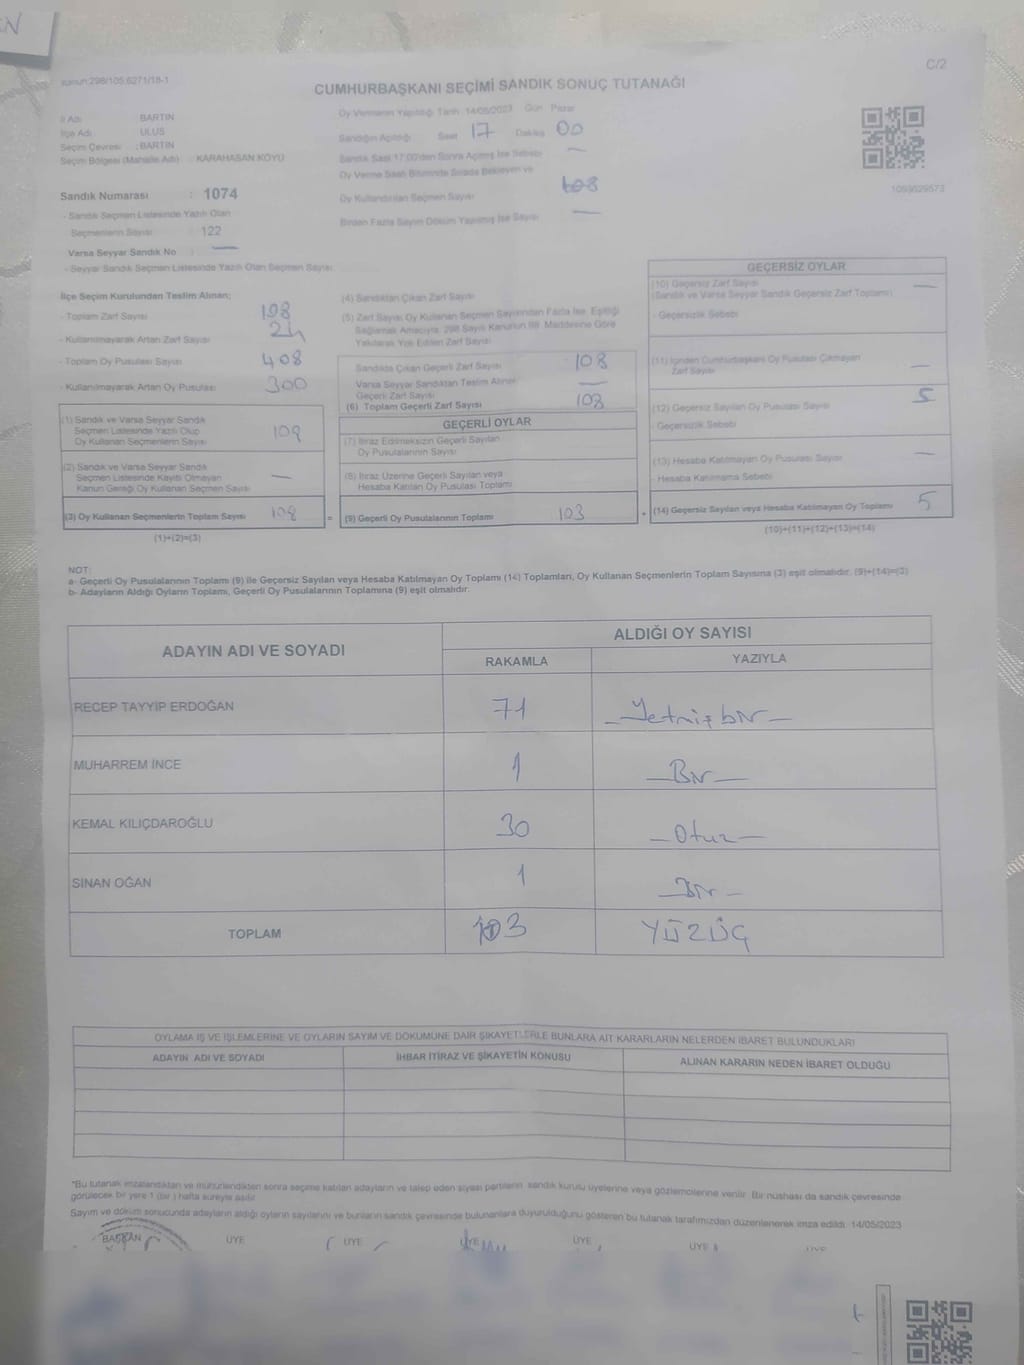 C/2
Kanun:298/105,6271/18-1
CUMHURBAŞKANI SEÇİMİ SANDIK SONUÇ TUTANAĞI
İl Adı BARTIN
İlçe Adı ULUS
Seçim Çevresi :BARTIN
Seçim Bölgesi (Mahalle Adı) : KARAHASAN KÖYÜ
Oy Vermenin Yapıldığı Tarih 14/05/2023 Gün Pazar
Sandığın Açıldığı Saat 17 Dakika 00
Sandık Saat 17.00'den Sonra Açılmış İse Sebebi —
Oy Verme Saati Bitiminde Sırada Bekleyen ve
Oy Kullandırılan Seçmen Sayısı
Birden Fazla Sayım Döküm Yapılmış İse Sayısı —
1093629573
Sandık Numarası : 1074
- Sandık Seçmen Listesinde Yazılı Olan
Seçmenlerin Sayısı : 122
Varsa Seyyar Sandık No : —
- Seyyar Sandık Seçmen Listesinde Yazılı Olan Seçmen Sayısı
İlçe Seçim Kurulundan Teslim Alınan;
- Toplam Zarf Sayısı
- Kullanılmayarak Artan Zarf Sayısı
- Toplam Oy Pusulası Sayısı 408
- Kullanılmayarak Artan Oy Pusulası 300
(1) Sandık ve Varsa Seyyar Sandık
Seçmen Listesinde Yazılı Olup
Oy Kullanan Seçmenlerin Sayısı 108
(2) Sandık ve Varsa Seyyar Sandık
Seçmen Listesinde Kayıtlı Olmayan
Kanun Gereği Oy Kullanan Seçmen Sayısı —
(3) Oy Kullanan Seçmenlerin Toplam Sayısı 108 =
(1)+(2)=(3)
(4) Sandıktan Çıkan Zarf Sayısı
(5) Zarf Sayısı Oy Kullanan Seçmen Sayısından Fazla İse, Eşitliği
Sağlamak Amacıyla, 298 Sayılı Kanunun 98. Maddesine Göre
Yakılarak Yok Edilen Zarf Sayısı
Sandıkta Çıkan Geçerli Zarf Sayısı 108
Varsa Seyyar Sandıktan Teslim Alınan
Geçerli Zarf Sayısı —
(6) Toplam Geçerli Zarf Sayısı 108
GEÇERLİ OYLAR
(7) İtiraz Edilmeksizin Geçerli Sayılan
Oy Pusulalarının Sayısı
(8) İtiraz Üzerine Geçerli Sayılan veya
Hesaba Katılan Oy Pusulası Toplamı
(9) Geçerli Oy Pusulalarının Toplamı 103 +
GEÇERSİZ OYLAR
(10) Geçersiz Zarf Sayısı
(Sandık ve Varsa Seyyar Sandık Geçersiz Zarf Toplamı) —
- Geçersizlik Sebebi
(11) İçinden Cumhurbaşkanı Oy Pusulası Çıkmayan
Zarf Sayısı —
(12) Geçersiz Sayılan Oy Pusulası Sayısı 5
- Geçersizlik Sebebi
(13) Hesaba Katılmayan Oy Pusulası Sayısı —
- Hesaba Katılmama Sebebi
(14) Geçersiz Sayılan veya Hesaba Katılmayan Oy Toplamı 5
(10)+(11)+(12)+(13)=(14)
NOT:
a- Geçerli Oy Pusulalarının Toplamı (9) ile Geçersiz Sayılan veya Hesaba Katılmayan Oy Toplamı (14) Toplamları, Oy Kullanan Seçmenlerin Toplam Sayısına (3) eşit olmalıdır. (9)+(14)=(3)
b- Adayların Aldığı Oyların Toplamı, Geçerli Oy Pusulalarının Toplamına (9) eşit olmalıdır.
ADAYIN ADI VE SOYADI
ALDIĞI OY SAYISI
RAKAMLA YAZIYLA
RECEP TAYYİP ERDOĞAN 71 -Yetmiş bir-
MUHARREM İNCE 1 -Bir-
KEMAL KILIÇDAROĞLU 30 -Otuz-
SİNAN OĞAN 1 -Bir-
TOPLAM 103 YÜZÜÇ
OYLAMA İŞ VE İŞLEMLERİNE VE OYLARIN SAYIM VE DÖKÜMÜNE DAİR ŞİKAYETLERLE BUNLARA AİT KARARLARIN NELERDEN İBARET BULUNDUKLARI
ADAYIN ADI VE SOYADI İHBAR İTİRAZ VE ŞİKAYETİN KONUSU ALINAN KARARIN NEDEN İBARET OLDUĞU
*Bu tutanak imzalandıktan ve mühürlendikten sonra seçime katılan adayların ve talep eden siyasi partilerin sandık kurulu üyelerine veya gözlemcilerine verilir. Bir nüshası da sandık çevresinde
görülecek bir yere 1 (bir ) hafta süreyle asılır
Sayım ve döküm sonucunda adayların aldığı oyların sayılarını ve bunların sandık çevresinde bulunanlara duyurulduğunu gösteren bu tutanak tarafımızdan düzenlenerek imza edildi. 14/05/2023
BAŞKAN ÜYE ÜYE ÜYE ÜYE ÜYE ÜYE